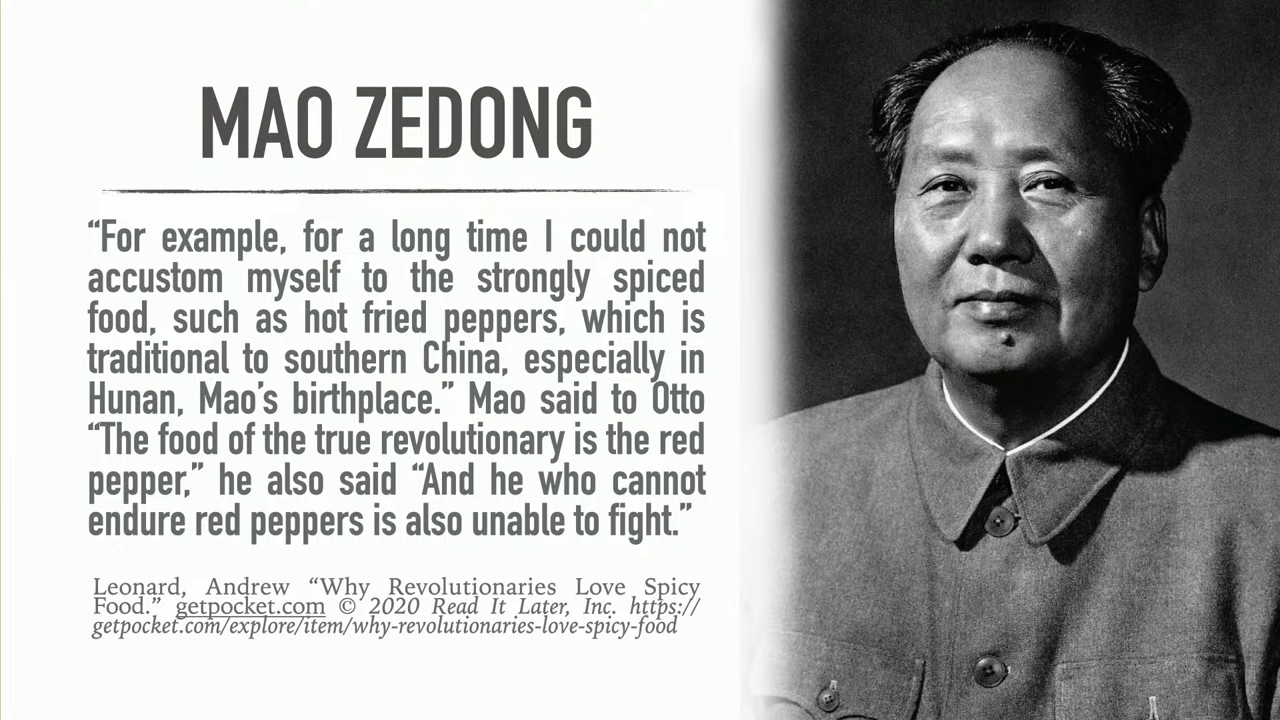 MAO ZEDONG
“For example, for a long time I could not
accustom myself to the strongly spiced
food, such as hot fried peppers, which is
traditional to southern China, especially in
Hunan, Mao’s birthplace.” Mao said to Otto
“The food of the true revolutionary is the red
pepper,” he also said “And he who cannot
endure red peppers is also unable to fight.”
Leonard, Andrew “Why Revolutionaries Love Spicy
Food.” getpocket.com © 2020 Read It Later, Inc. https://
getpocket.com/explore/item/why-revolutionaries-love-spicy-food